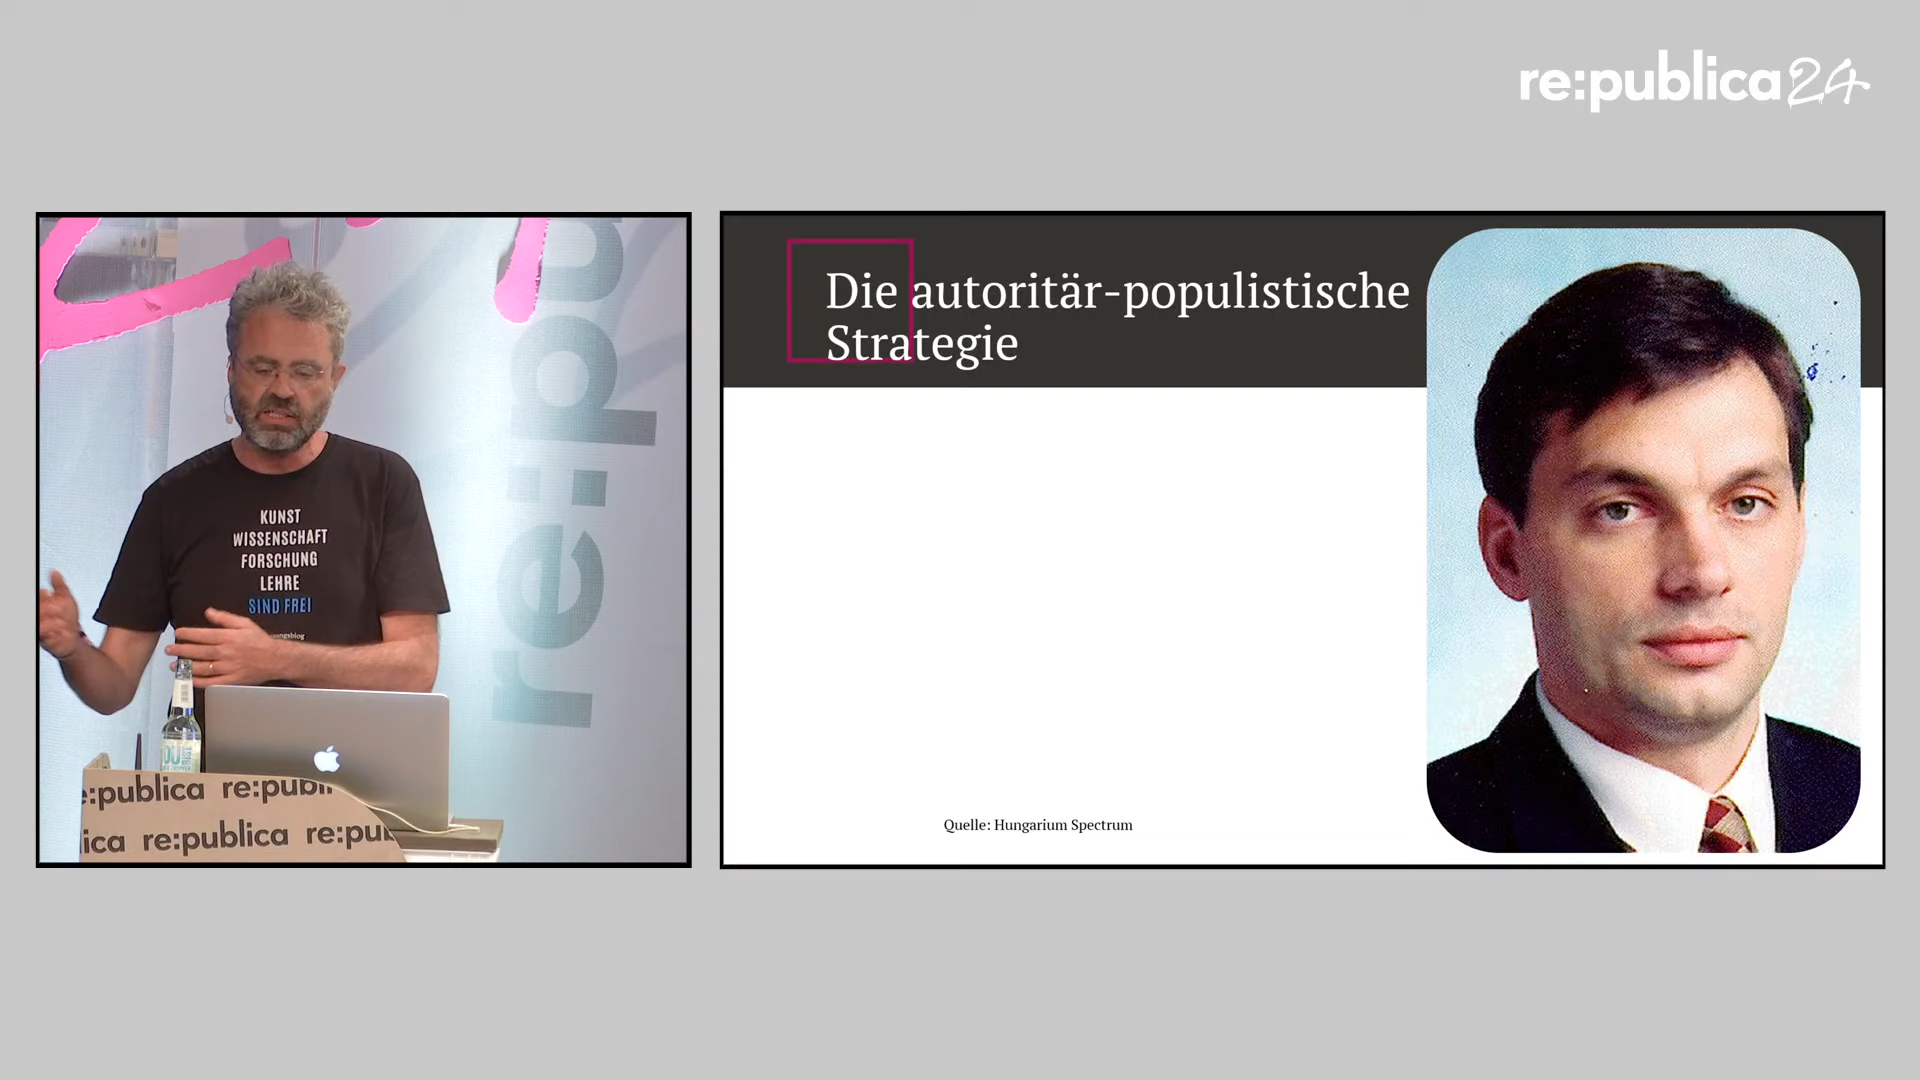 re:publica24
Die autoritär-populistische
Strategie
Quelle: Hungarium Spectrum
KUNST
WISSENSCHAFT
FORSCHUNG
LEHRE
SIND FREI
re:pu
e:publica re:publi
lica re:publica re:pu